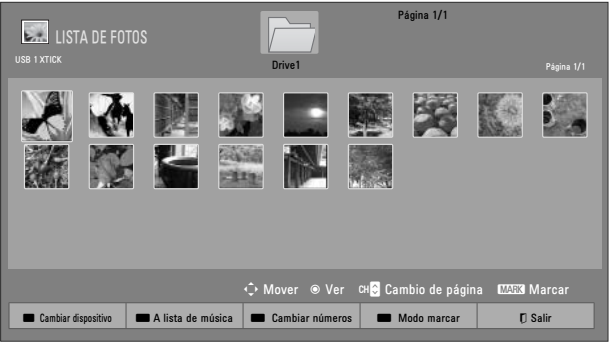 Página 1/1
LISTA DE FOTOS
USB 1 XTICK
Drive1
Página 1/1
Mover Ver CH Cambio de página MARK Marcar
Cambiar dispositivo A lista de música Cambiar números Modo marcar Salir